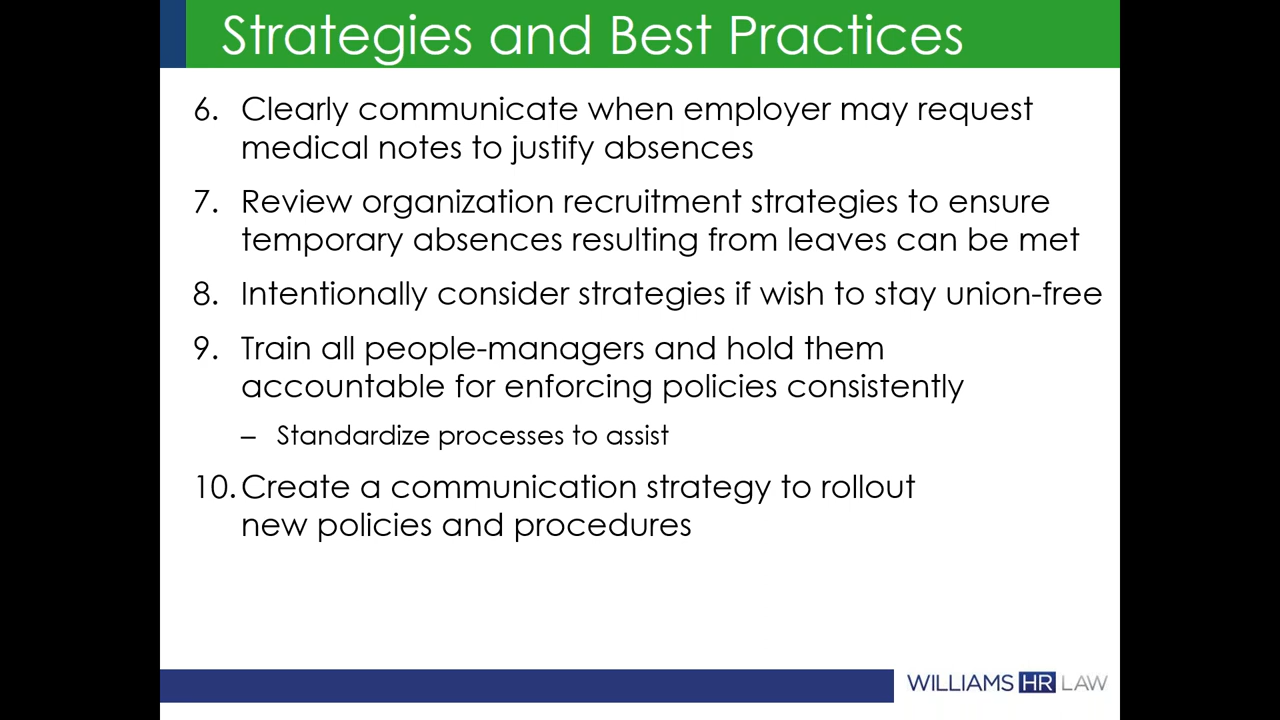 Strategies and Best Practices
6. Clearly communicate when employer may request
medical notes to justify absences
7. Review organization recruitment strategies to ensure
temporary absences resulting from leaves can be met
8. Intentionally consider strategies if wish to stay union-free
9. Train all people-managers and hold them
accountable for enforcing policies consistently
– Standardize processes to assist
10. Create a communication strategy to rollout
new policies and procedures
WILLIAMS HR LAW